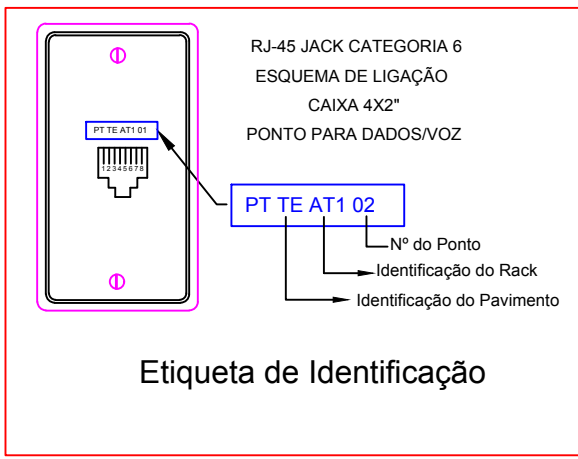 RJ-45 JACK CATEGORIA 6
ESQUEMA DE LIGAÇÃO
CAIXA 4X2"
PONTO PARA DADOS/VOZ
PT TE AT1 01
12345678
PT TE AT1 02
Nº do Ponto
Identificação do Rack
Identificação do Pavimento
Etiqueta de Identificação